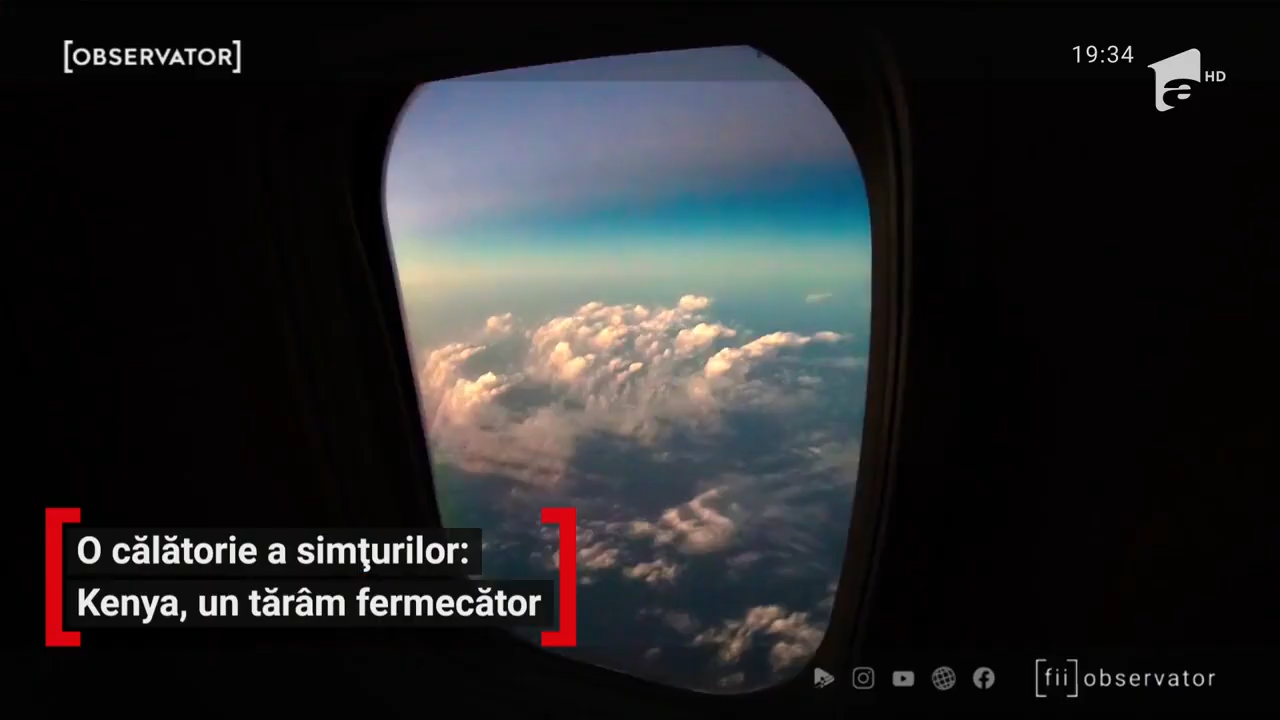 [OBSERVATOR]
19:34
HD
O călătorie a simţurilor:
Kenya, un tărâm fermecător
[fii]observator